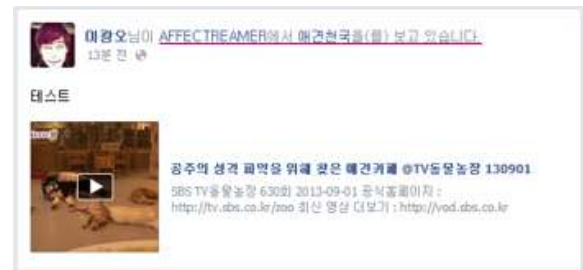 이광오님이 AFFECTREAMER에서 애견천국을(를) 보고 있습니다.
13분 전
테스트
공주의 성격 파악을 위해 찾은 애견카페 @TV동물농장 130901
SBS TV동물농장 630회 2013-09-01 공식홈페이지 :
http://tv.sbs.co.kr/zoo 최신 영상 더보기 : http://vod.sbs.co.kr